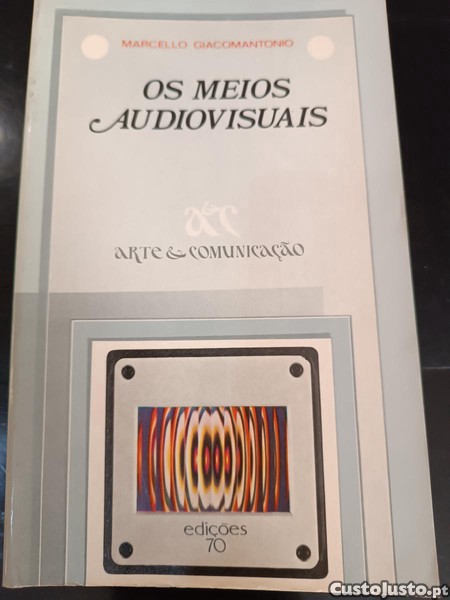 MARCELLO GIACOMANTONIO
OS MEIOS
AUDIOVISUAIS
a&c
ARTE & COMUNICAÇÃO
edições
70
CustoJusto.pt